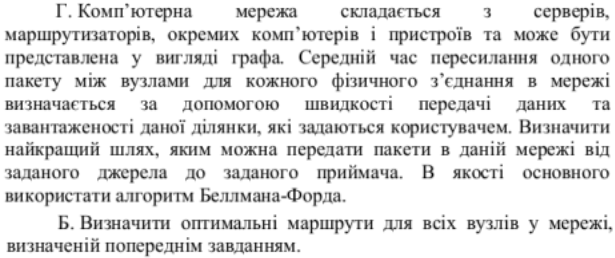 Г. Комп’ютерна мережа складається з серверів,
маршрутизаторів, окремих комп’ютерів і пристроїв та може бути
представлена у вигляді графа. Середній час пересилання одного
пакету між вузлами для кожного фізичного з’єднання в мережі
визначається за допомогою швидкості передачі даних та
завантаженості даної ділянки, які задаються користувачем. Визначити
найкращий шлях, яким можна передати пакети в даній мережі від
заданого джерела до заданого приймача. В якості основного
використати алгоритм Беллмана-Форда.
Б. Визначити оптимальні маршрути для всіх вузлів у мережі,
визначеній попереднім завданням.